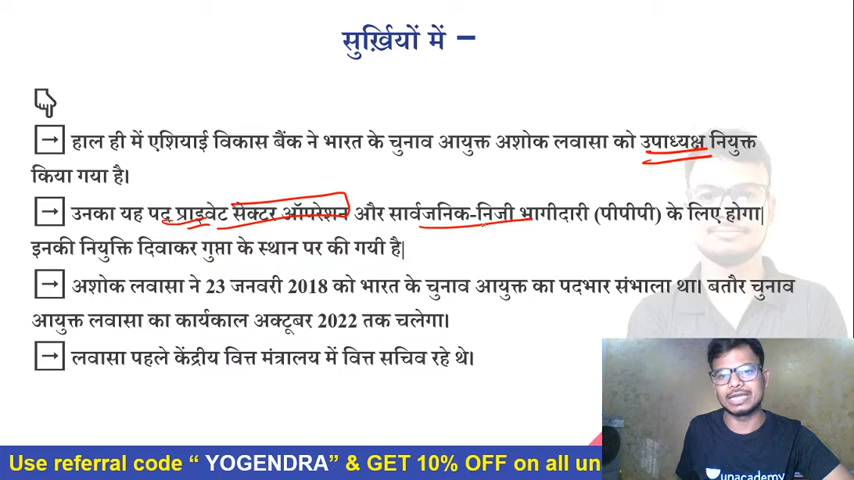 सुर्ख़ियों में –
→ हाल ही में एशियाई विकास बैंक ने भारत के चुनाव आयुक्त अशोक लवासा को उपाध्यक्ष नियुक्त
किया गया है।
→ उनका यह पद प्राइवेट सेक्टर ऑपरेशन और सार्वजनिक-निजी भागीदारी (पीपीपी) के लिए होगा|
इनकी नियुक्ति दिवाकर गुप्ता के स्थान पर की गयी है|
→ अशोक लवासा ने 23 जनवरी 2018 को भारत के चुनाव आयुक्त का पदभार संभाला था। बतौर चुनाव
आयुक्त लवासा का कार्यकाल अक्टूबर 2022 तक चलेगा।
→ लवासा पहले केंद्रीय वित्त मंत्रालय में वित्त सचिव रहे थे।
unacademy
Use referral code “ YOGENDRA” & GET 10% OFF on all un